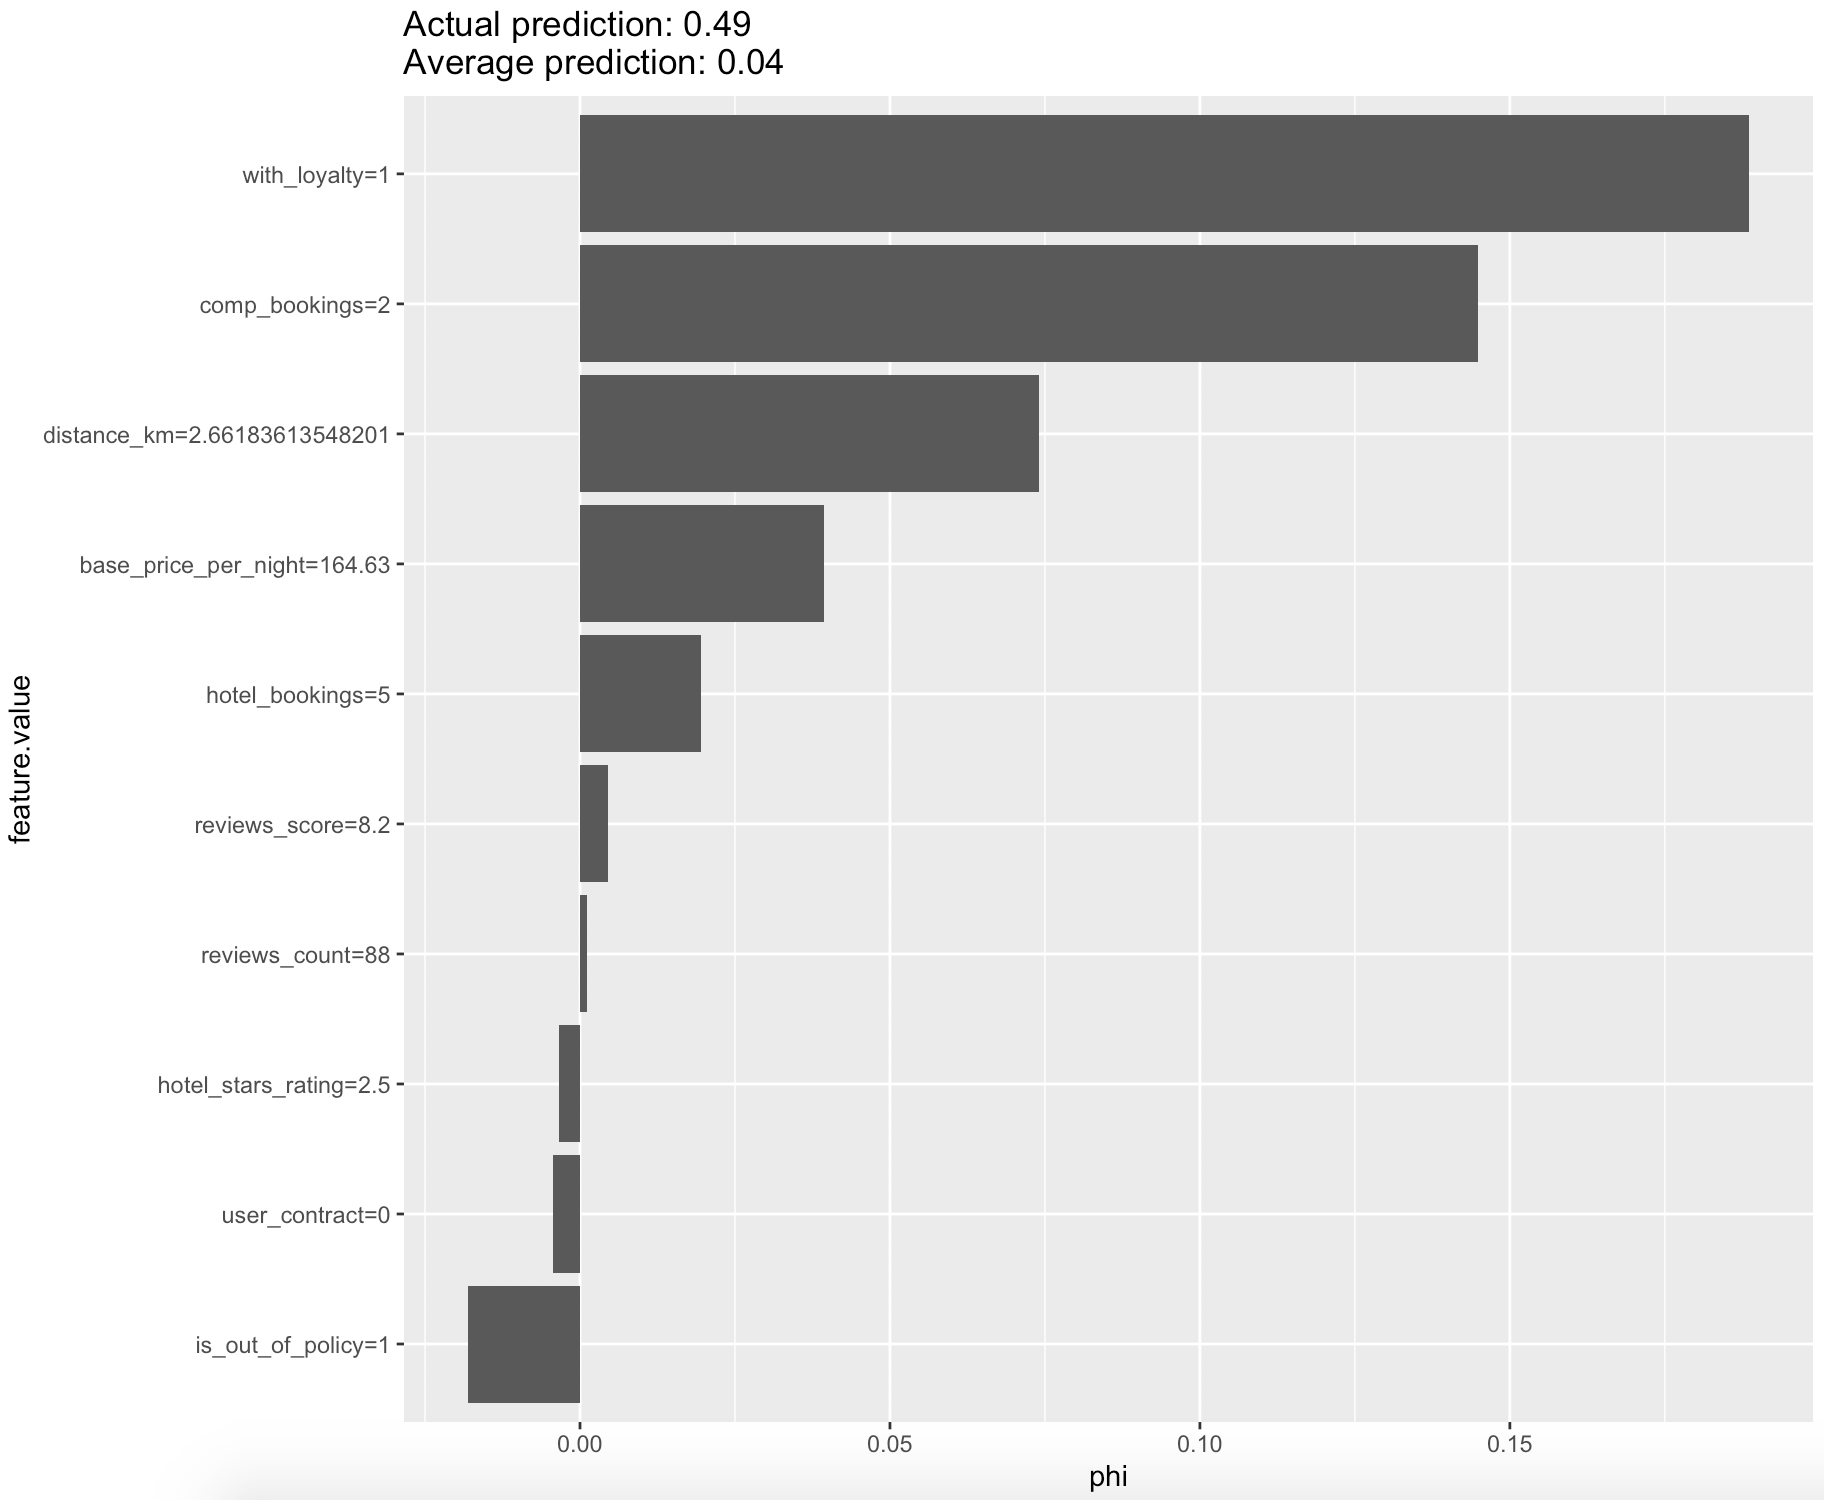 Actual prediction: 0.49
Average prediction: 0.04
with_loyalty=1
comp_bookings=2
distance_km=2.66183613548201
base_price_per_night=164.63
hotel_bookings=5
reviews_score=8.2
reviews_count=88
hotel_stars_rating=2.5
user_contract=0
is_out_of_policy=1
feature.value
0.00
0.05
0.10
0.15
phi